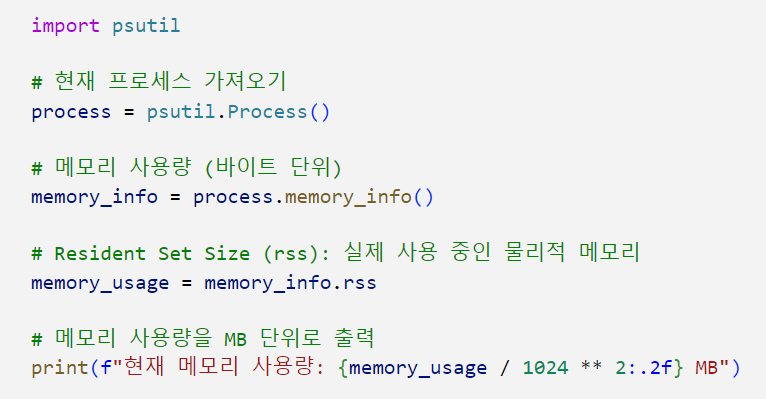 import psutil
# 현재 프로세스 가져오기
process = psutil.Process()
# 메모리 사용량 (바이트 단위)
memory_info = process.memory_info()
# Resident Set Size (rss): 실제 사용 중인 물리적 메모리
memory_usage = memory_info.rss
# 메모리 사용량을 MB 단위로 출력
print(f"현재 메모리 사용량: {memory_usage / 1024 ** 2:.2f} MB")